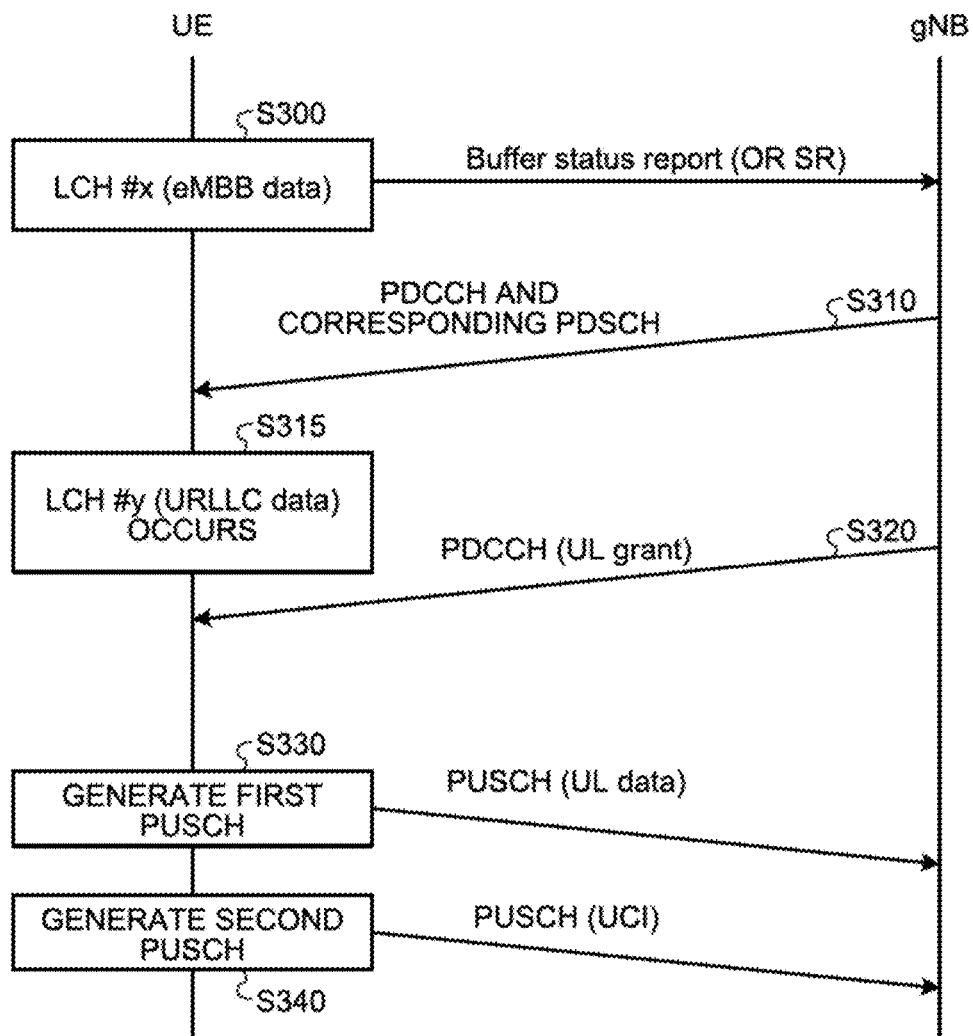 UE
gNB
S300
LCH #x (eMBB data)
Buffer status report (OR SR)
PDCCH AND
CORRESPONDING PDSCH
S310
S315
LCH #y (URLLC data)
OCCURS
PDCCH (UL grant)
S320
S330
GENERATE FIRST
PUSCH
PUSCH (UL data)
GENERATE SECOND
PUSCH
PUSCH (UCI)
S340